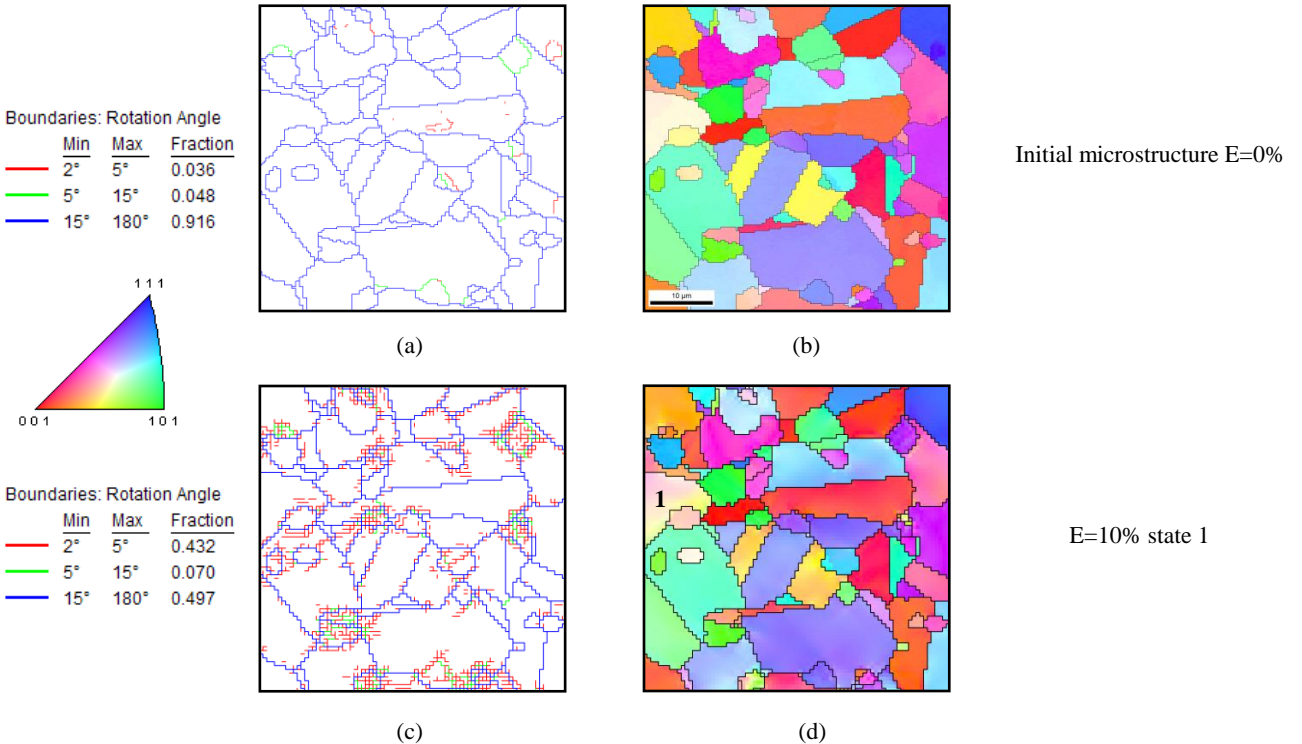 Boundaries: Rotation Angle
Min Max Fraction
2° 5° 0.036
5° 15° 0.048
15° 180° 0.916
1 1 1
0 0 1
1 0 1
10 µm
(a)
(b)
Initial microstructure E=0%
Boundaries: Rotation Angle
Min Max Fraction
2° 5° 0.432
5° 15° 0.070
15° 180° 0.497
1
(c)
(d)
E=10% state 1